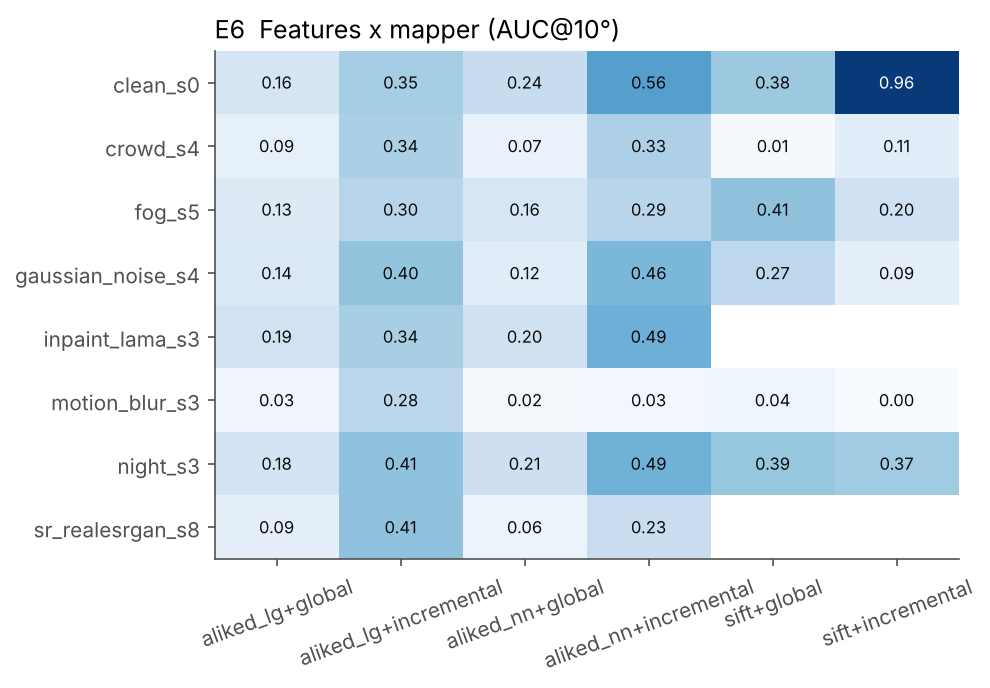 E6 Features x mapper (AUC@10°)
clean_s0 0.16 0.35 0.24 0.56 0.38 0.96
crowd_s4 0.09 0.34 0.07 0.33 0.01 0.11
fog_s5 0.13 0.30 0.16 0.29 0.41 0.20
gaussian_noise_s4 0.14 0.40 0.12 0.46 0.27 0.09
inpaint_lama_s3 0.19 0.34 0.20 0.49
motion_blur_s3 0.03 0.28 0.02 0.03 0.04 0.00
night_s3 0.18 0.41 0.21 0.49 0.39 0.37
sr_realesrgan_s8 0.09 0.41 0.06 0.23
aliked_lg+global
aliked_lg+incremental
aliked_nn+global
aliked_nn+incremental
sift+global
sift+incremental